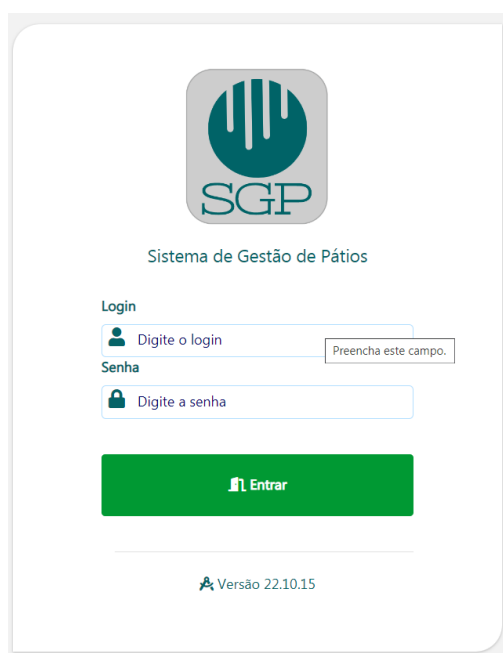 SGP
Sistema de Gestão de Pátios
Login
Digite o login
Preencha este campo.
Senha
Digite a senha
Entrar
Versão 22.10.15